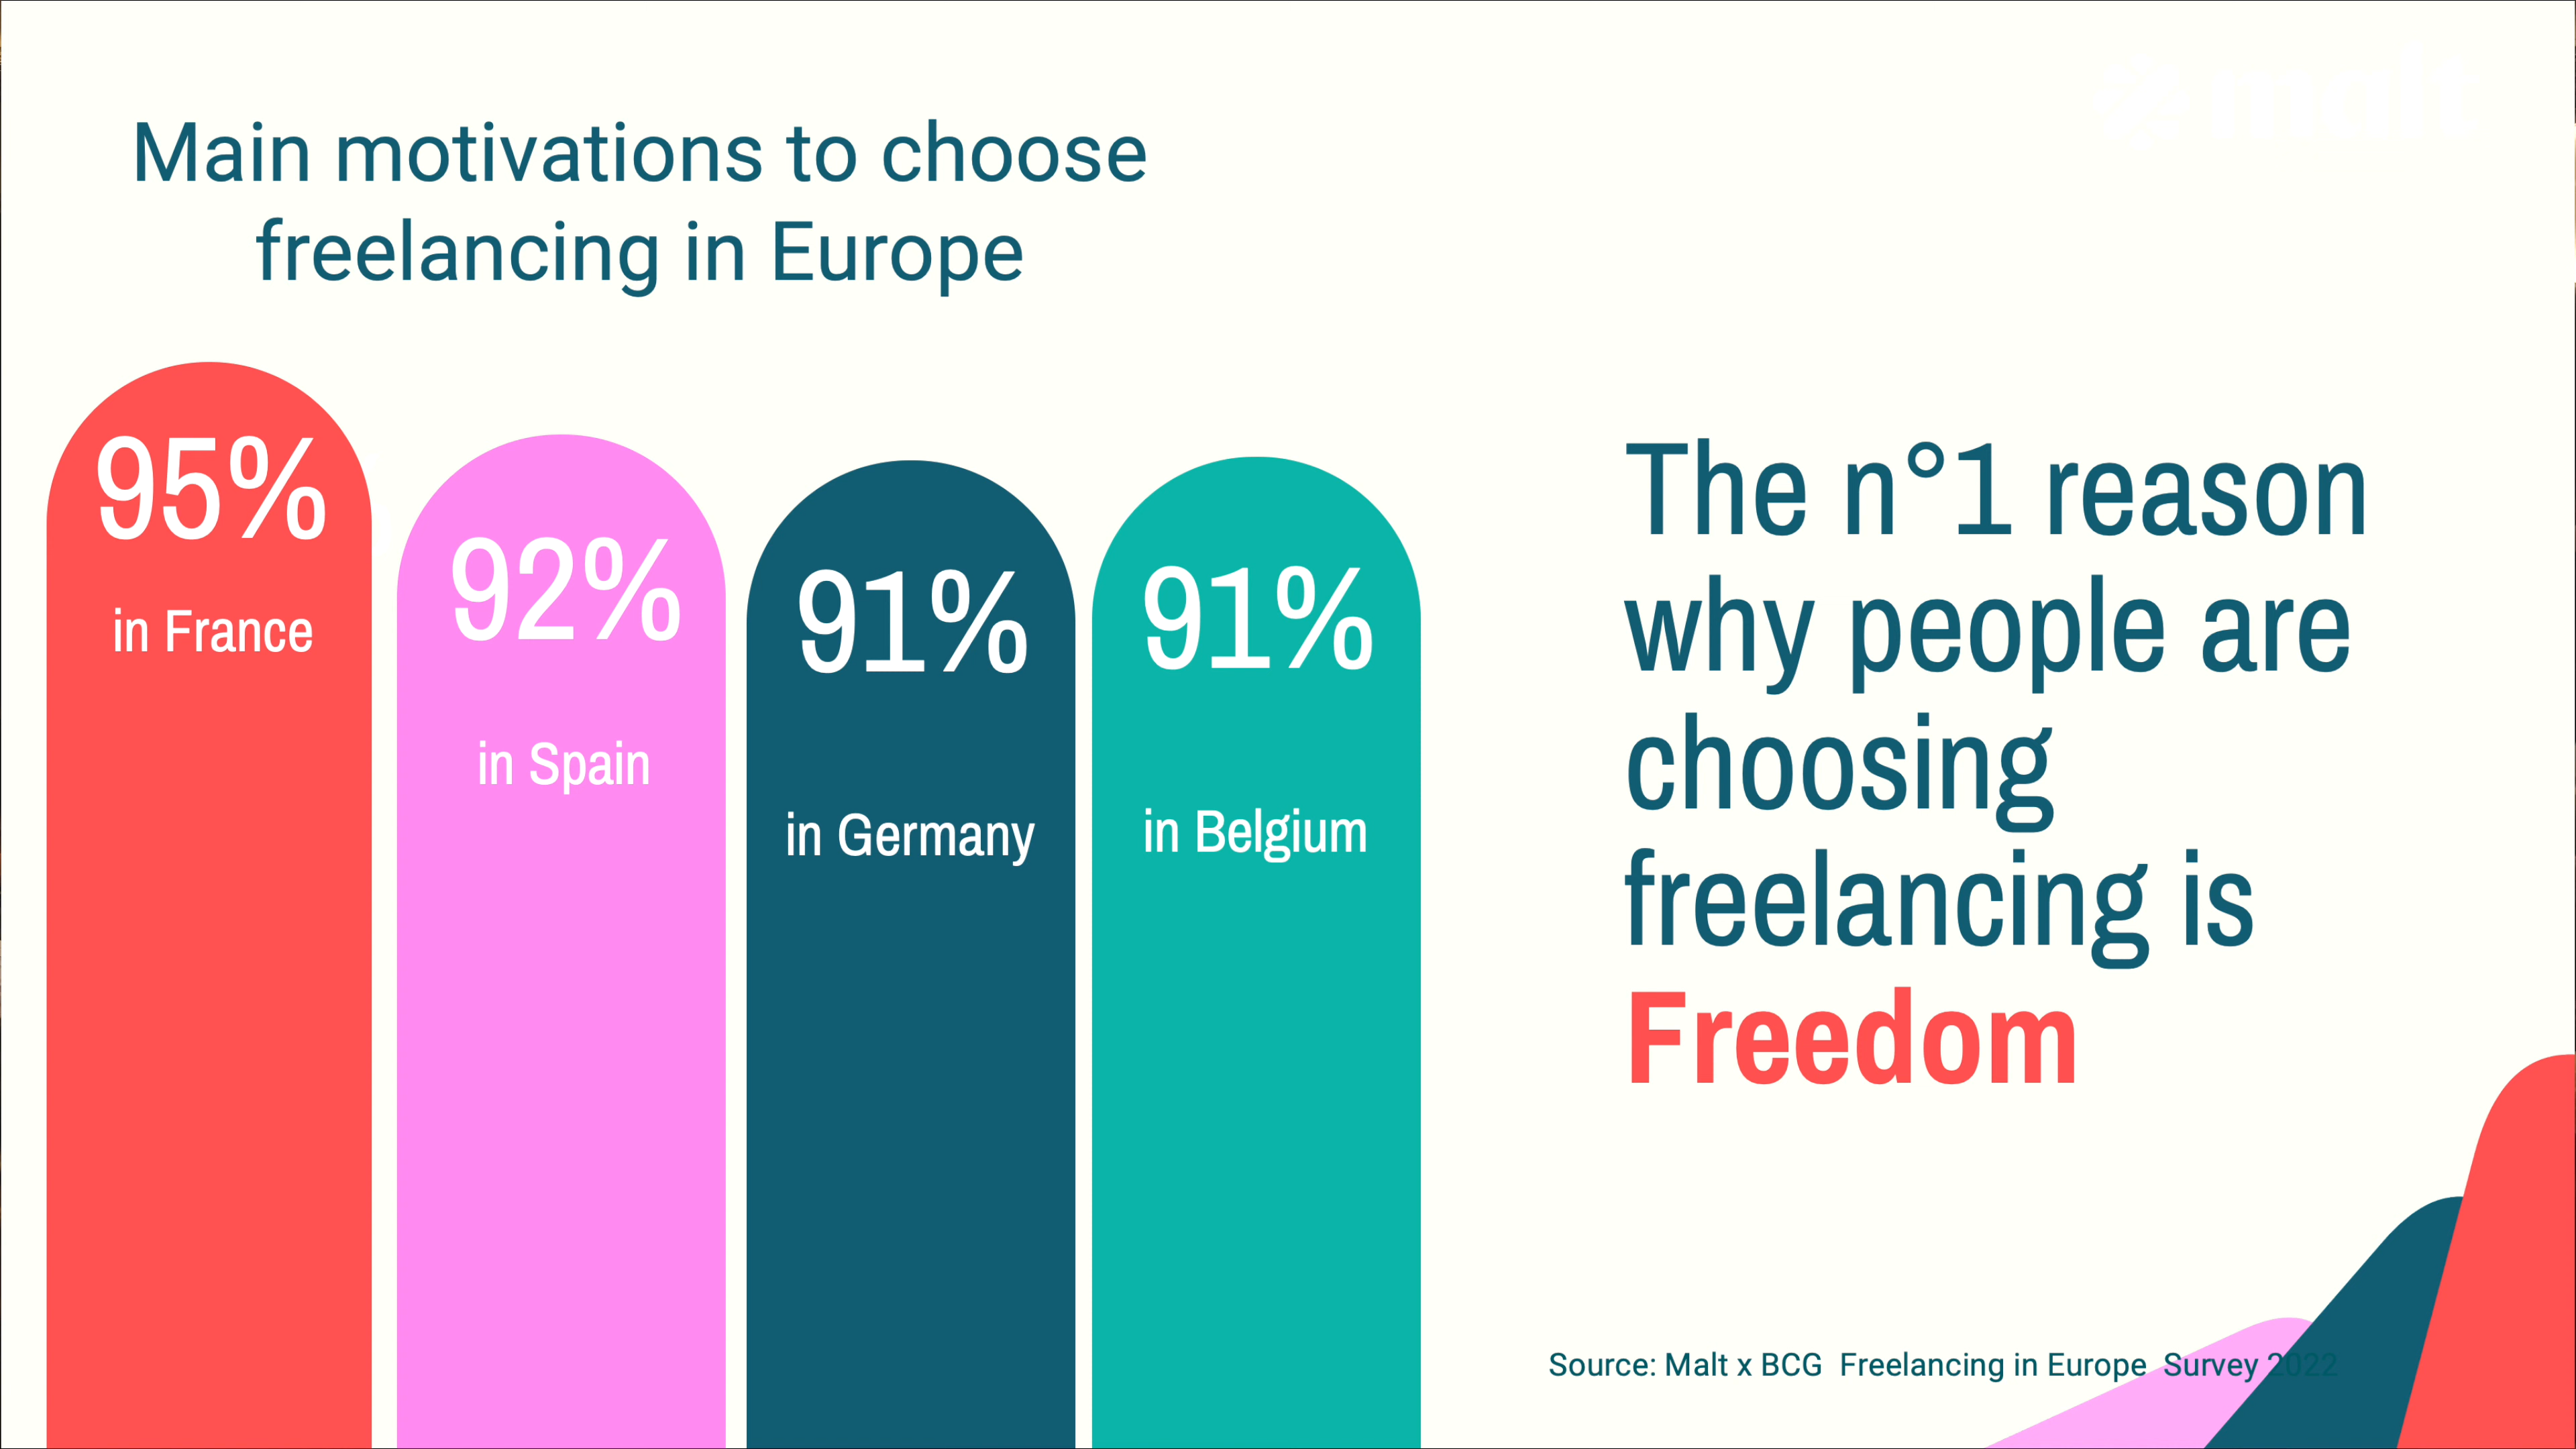 Main motivations to choose
freelancing in Europe
95%
in France
92%
in Spain
91%
in Germany
91%
in Belgium
The n°1 reason
why people are
choosing
freelancing is
Freedom
Source: Malt x BCG  Freelancing in Europe  Survey 2022